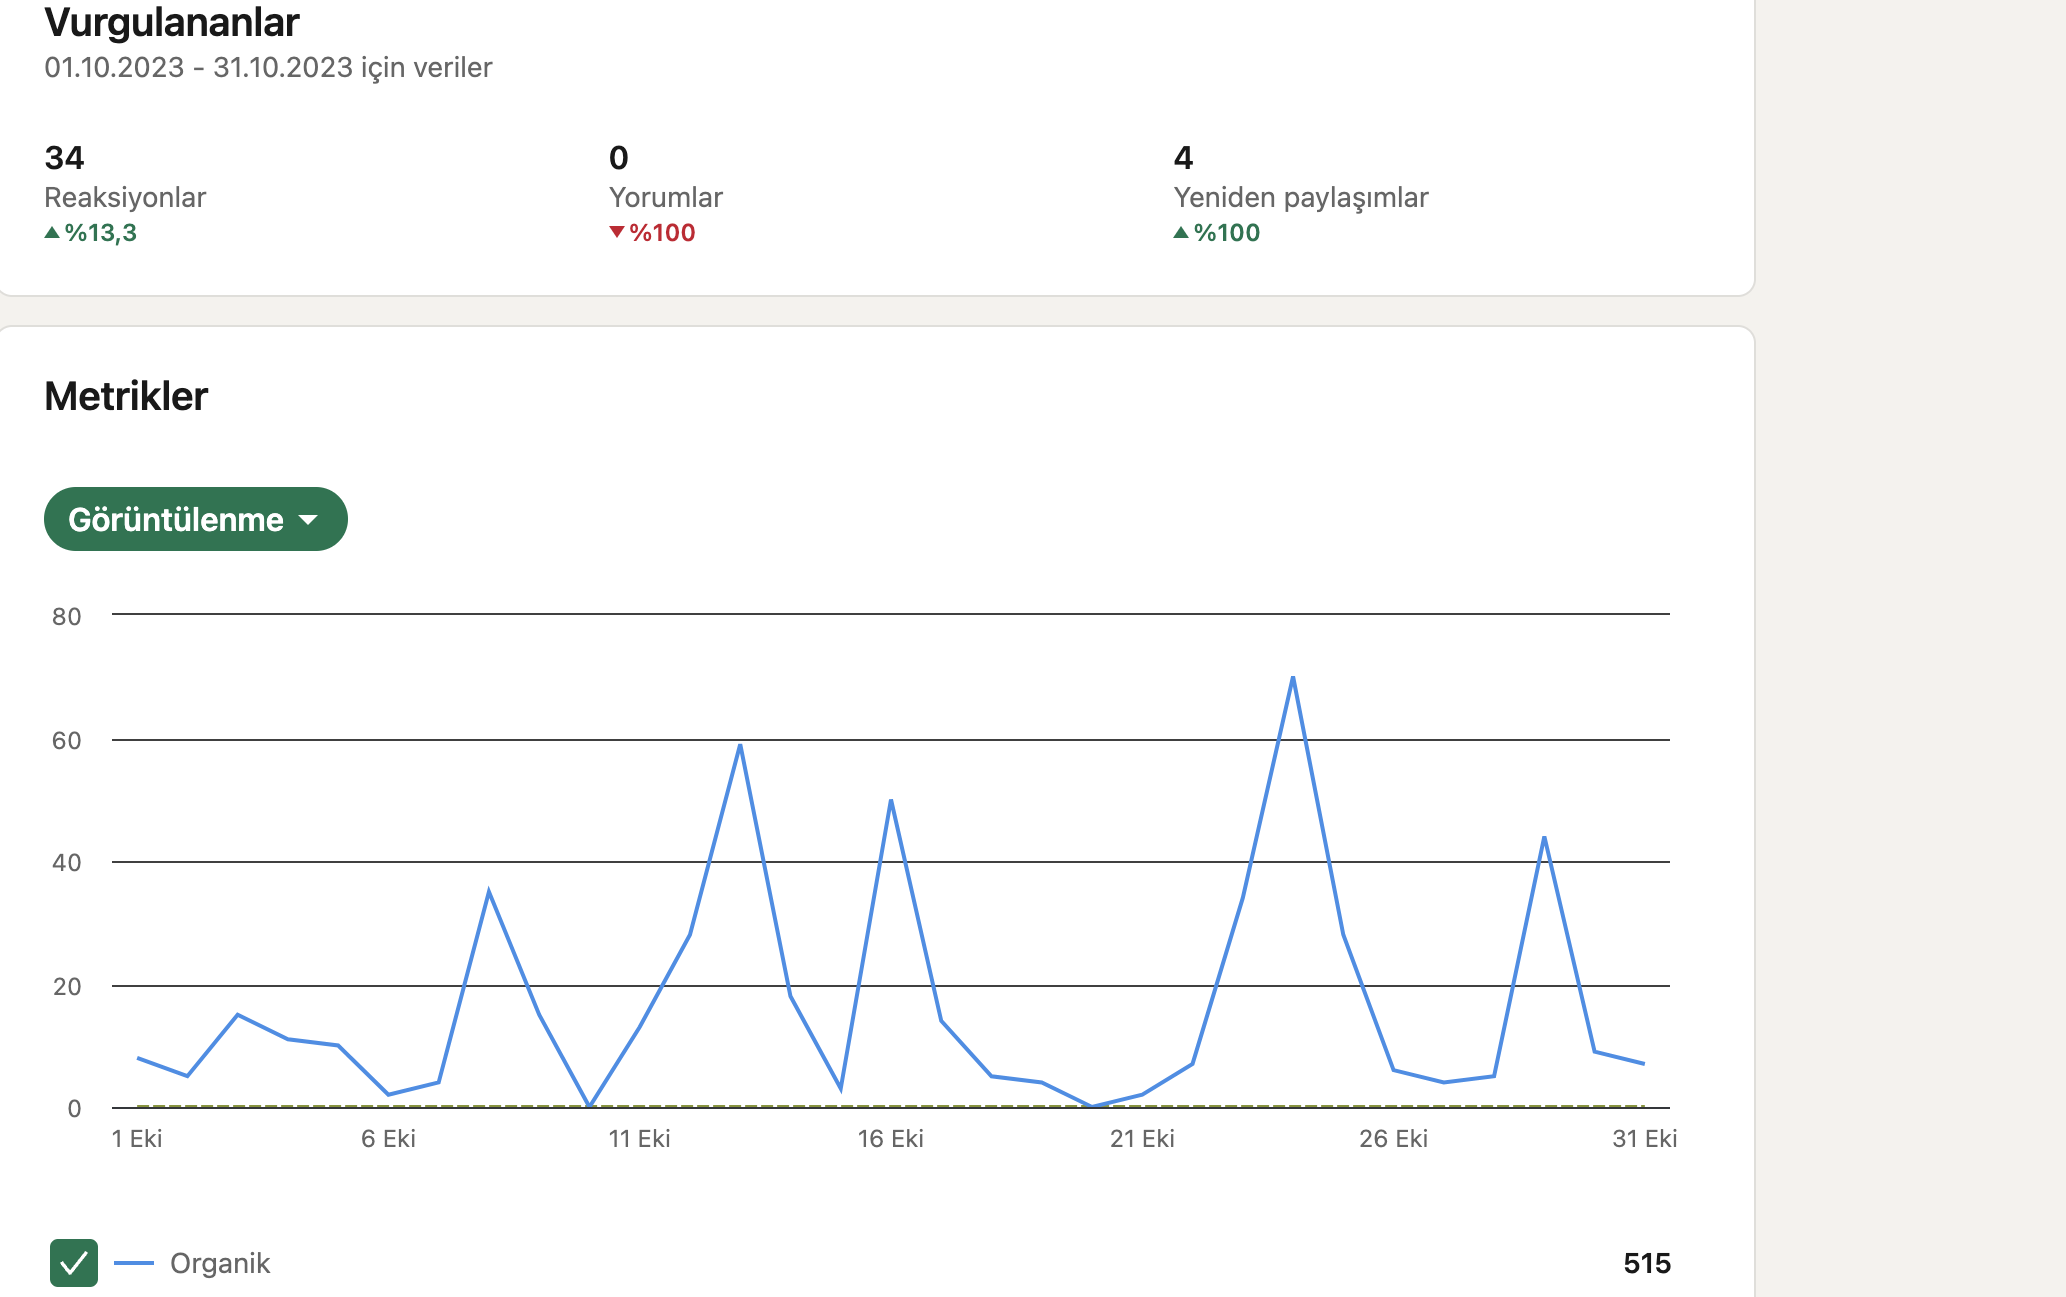 Vurgulananlar
01.10.2023 - 31.10.2023 için veriler
34
Reaksiyonlar
▲%13,3
0
Yorumlar
▼%100
4
Yeniden paylaşımlar
▲%100
Metrikler
Görüntülenme
80
60
40
20
0
1 Eki 6 Eki 11 Eki 16 Eki 21 Eki 26 Eki 31 Eki
Organik 515